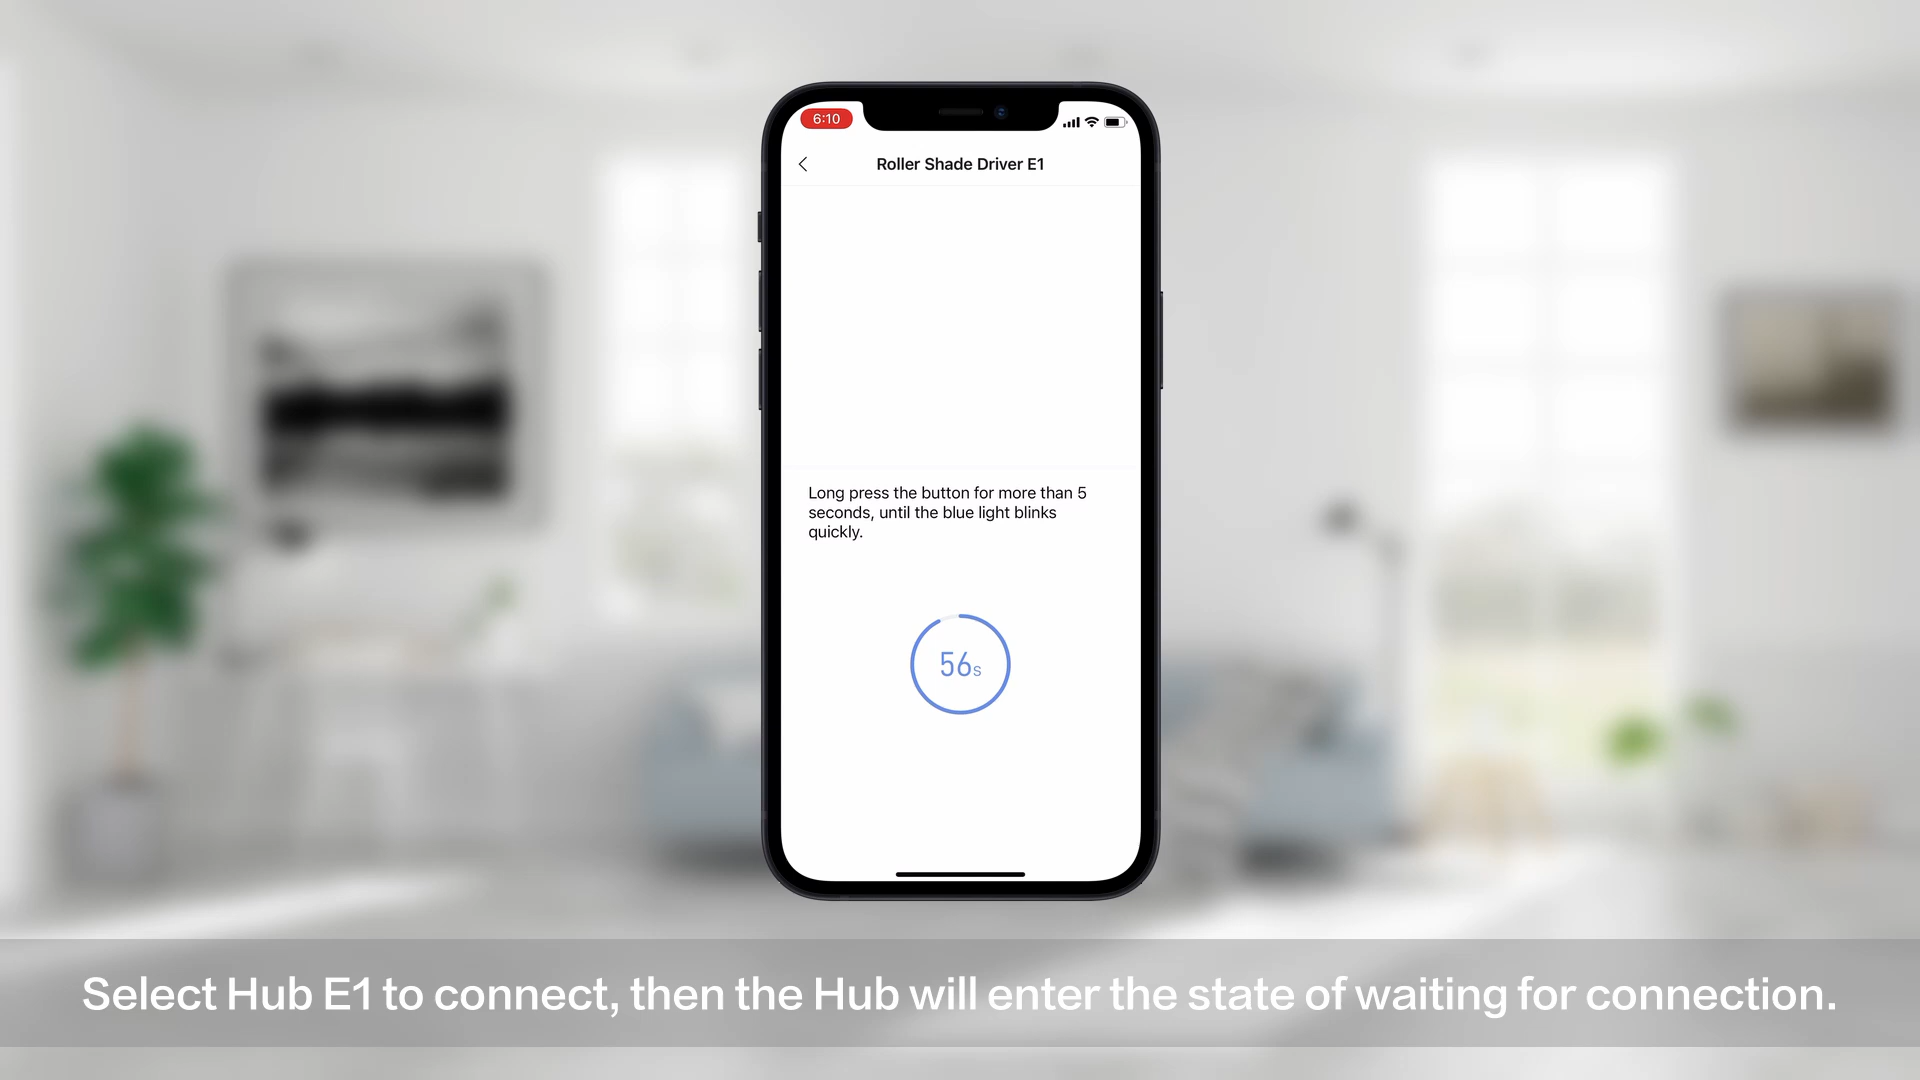 6:10
Roller Shade Driver E1
Long press the button for more than 5
seconds, until the blue light blinks
quickly.
56s
Select Hub E1 to connect, then the Hub will enter the state of waiting for connection.